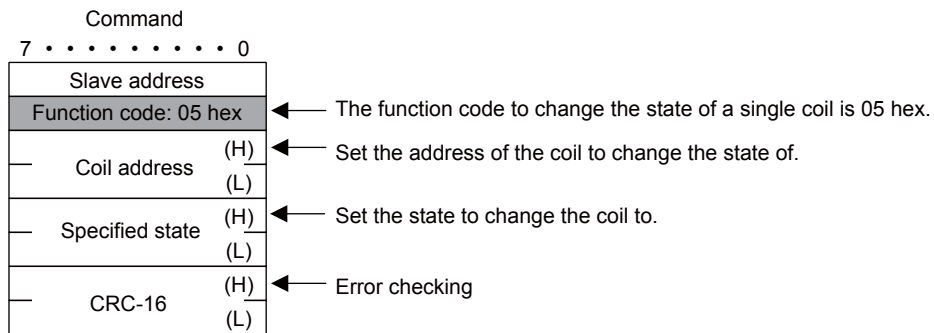 Command
7 • • • • • • • • • 0
Slave address
Function code: 05 hex
The function code to change the state of a single coil is 05 hex.
Coil address
(H)
(L)
Set the address of the coil to change the state of.
Specified state
(H)
(L)
Set the state to change the coil to.
CRC-16
(H)
(L)
Error checking